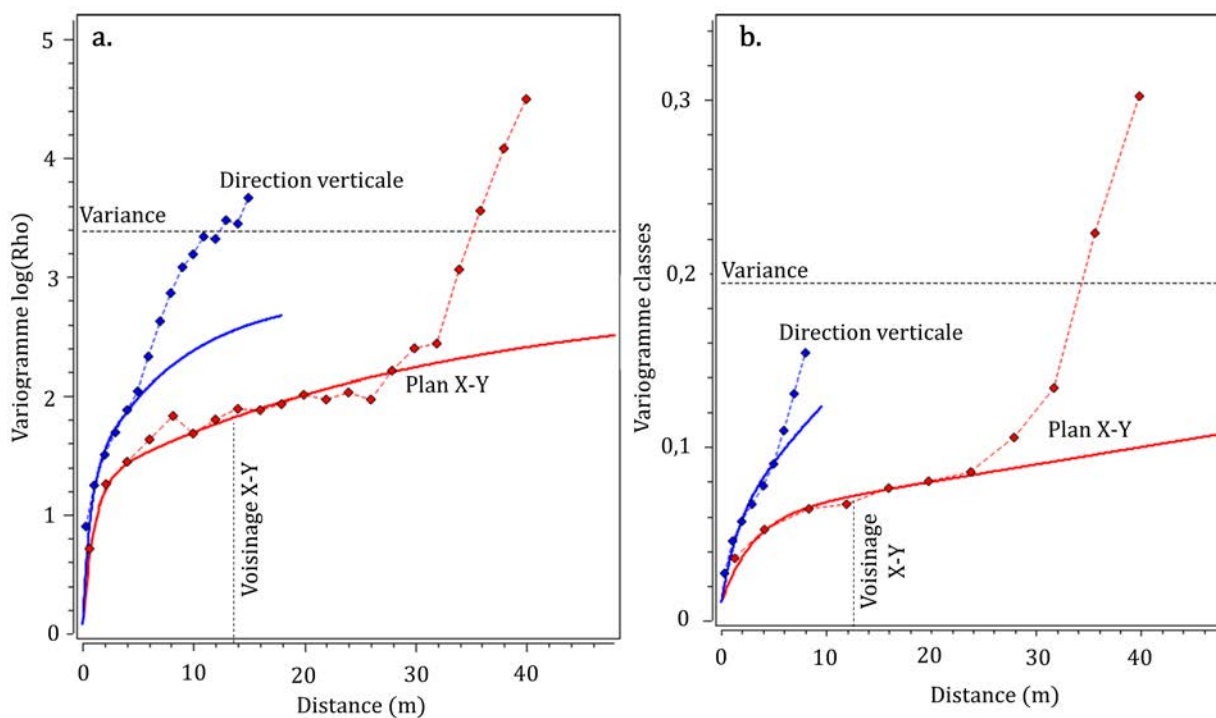 a.
Variogramme log(Rho)
5
4
3
2
1
0
Direction verticale
Variance
Plan X-Y
Voisinage X-Y
0 10 20 30 40
Distance (m)
b.
Variogramme classes
0,3
0,2
0,1
0
Variance
Direction verticale
Plan X-Y
Voisinage
X-Y
0 10 20 30 40
Distance (m)